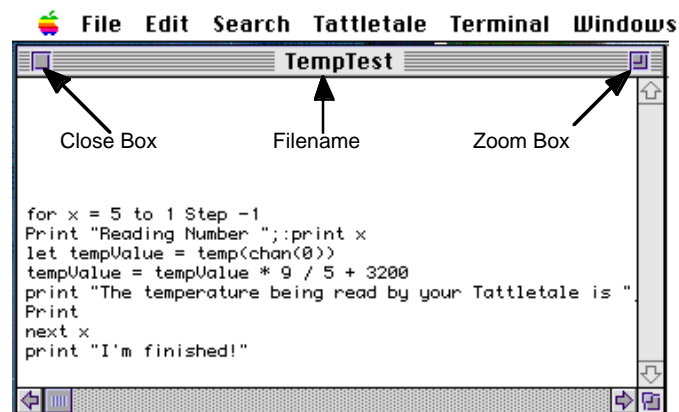 File Edit Search Tattletale Terminal Windows
TempTest
Close Box Filename Zoom Box
for x = 5 to 1 Step -1
Print "Reading Number ";:print x
let tempValue = temp(chan(0))
tempValue = tempValue * 9 / 5 + 3200
print "The temperature being read by your Tattletale is "
Print
next x
print "I'm finished!"